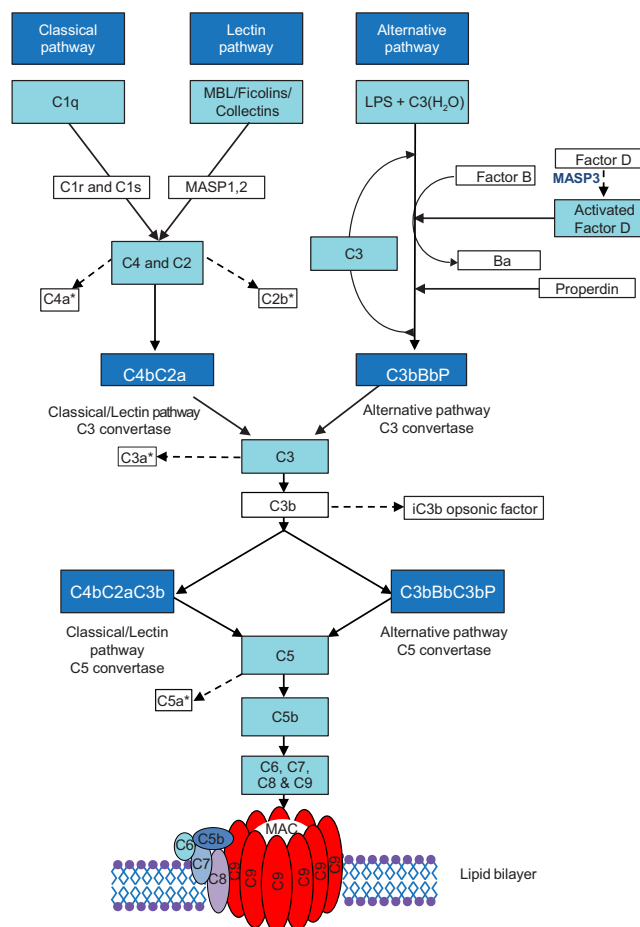 Classical
pathway
Lectin
pathway
Alternative
pathway
C1q
MBL/Ficolins/
Collectins
LPS + C3(H₂O)
C1r and C1s
MASP1,2
Factor B
Factor D
MASP3
Activated
Factor D
C4 and C2
C3
Ba
C4a*
C2b*
Properdin
C4bC2a
C3bBbP
Classical/Lectin pathway
C3 convertase
Alternative pathway
C3 convertase
C3a*
C3
C3b
iC3b opsonic factor
C4bC2aC3b
C3bBbC3bP
Classical/Lectin
pathway
C5 convertase
Alternative pathway
C5 convertase
C5
C5a*
C5b
C6, C7,
C8 & C9
MAC
C6
C5b
C7
C8
C9
C9
C9
C9
C9
C9
Lipid bilayer